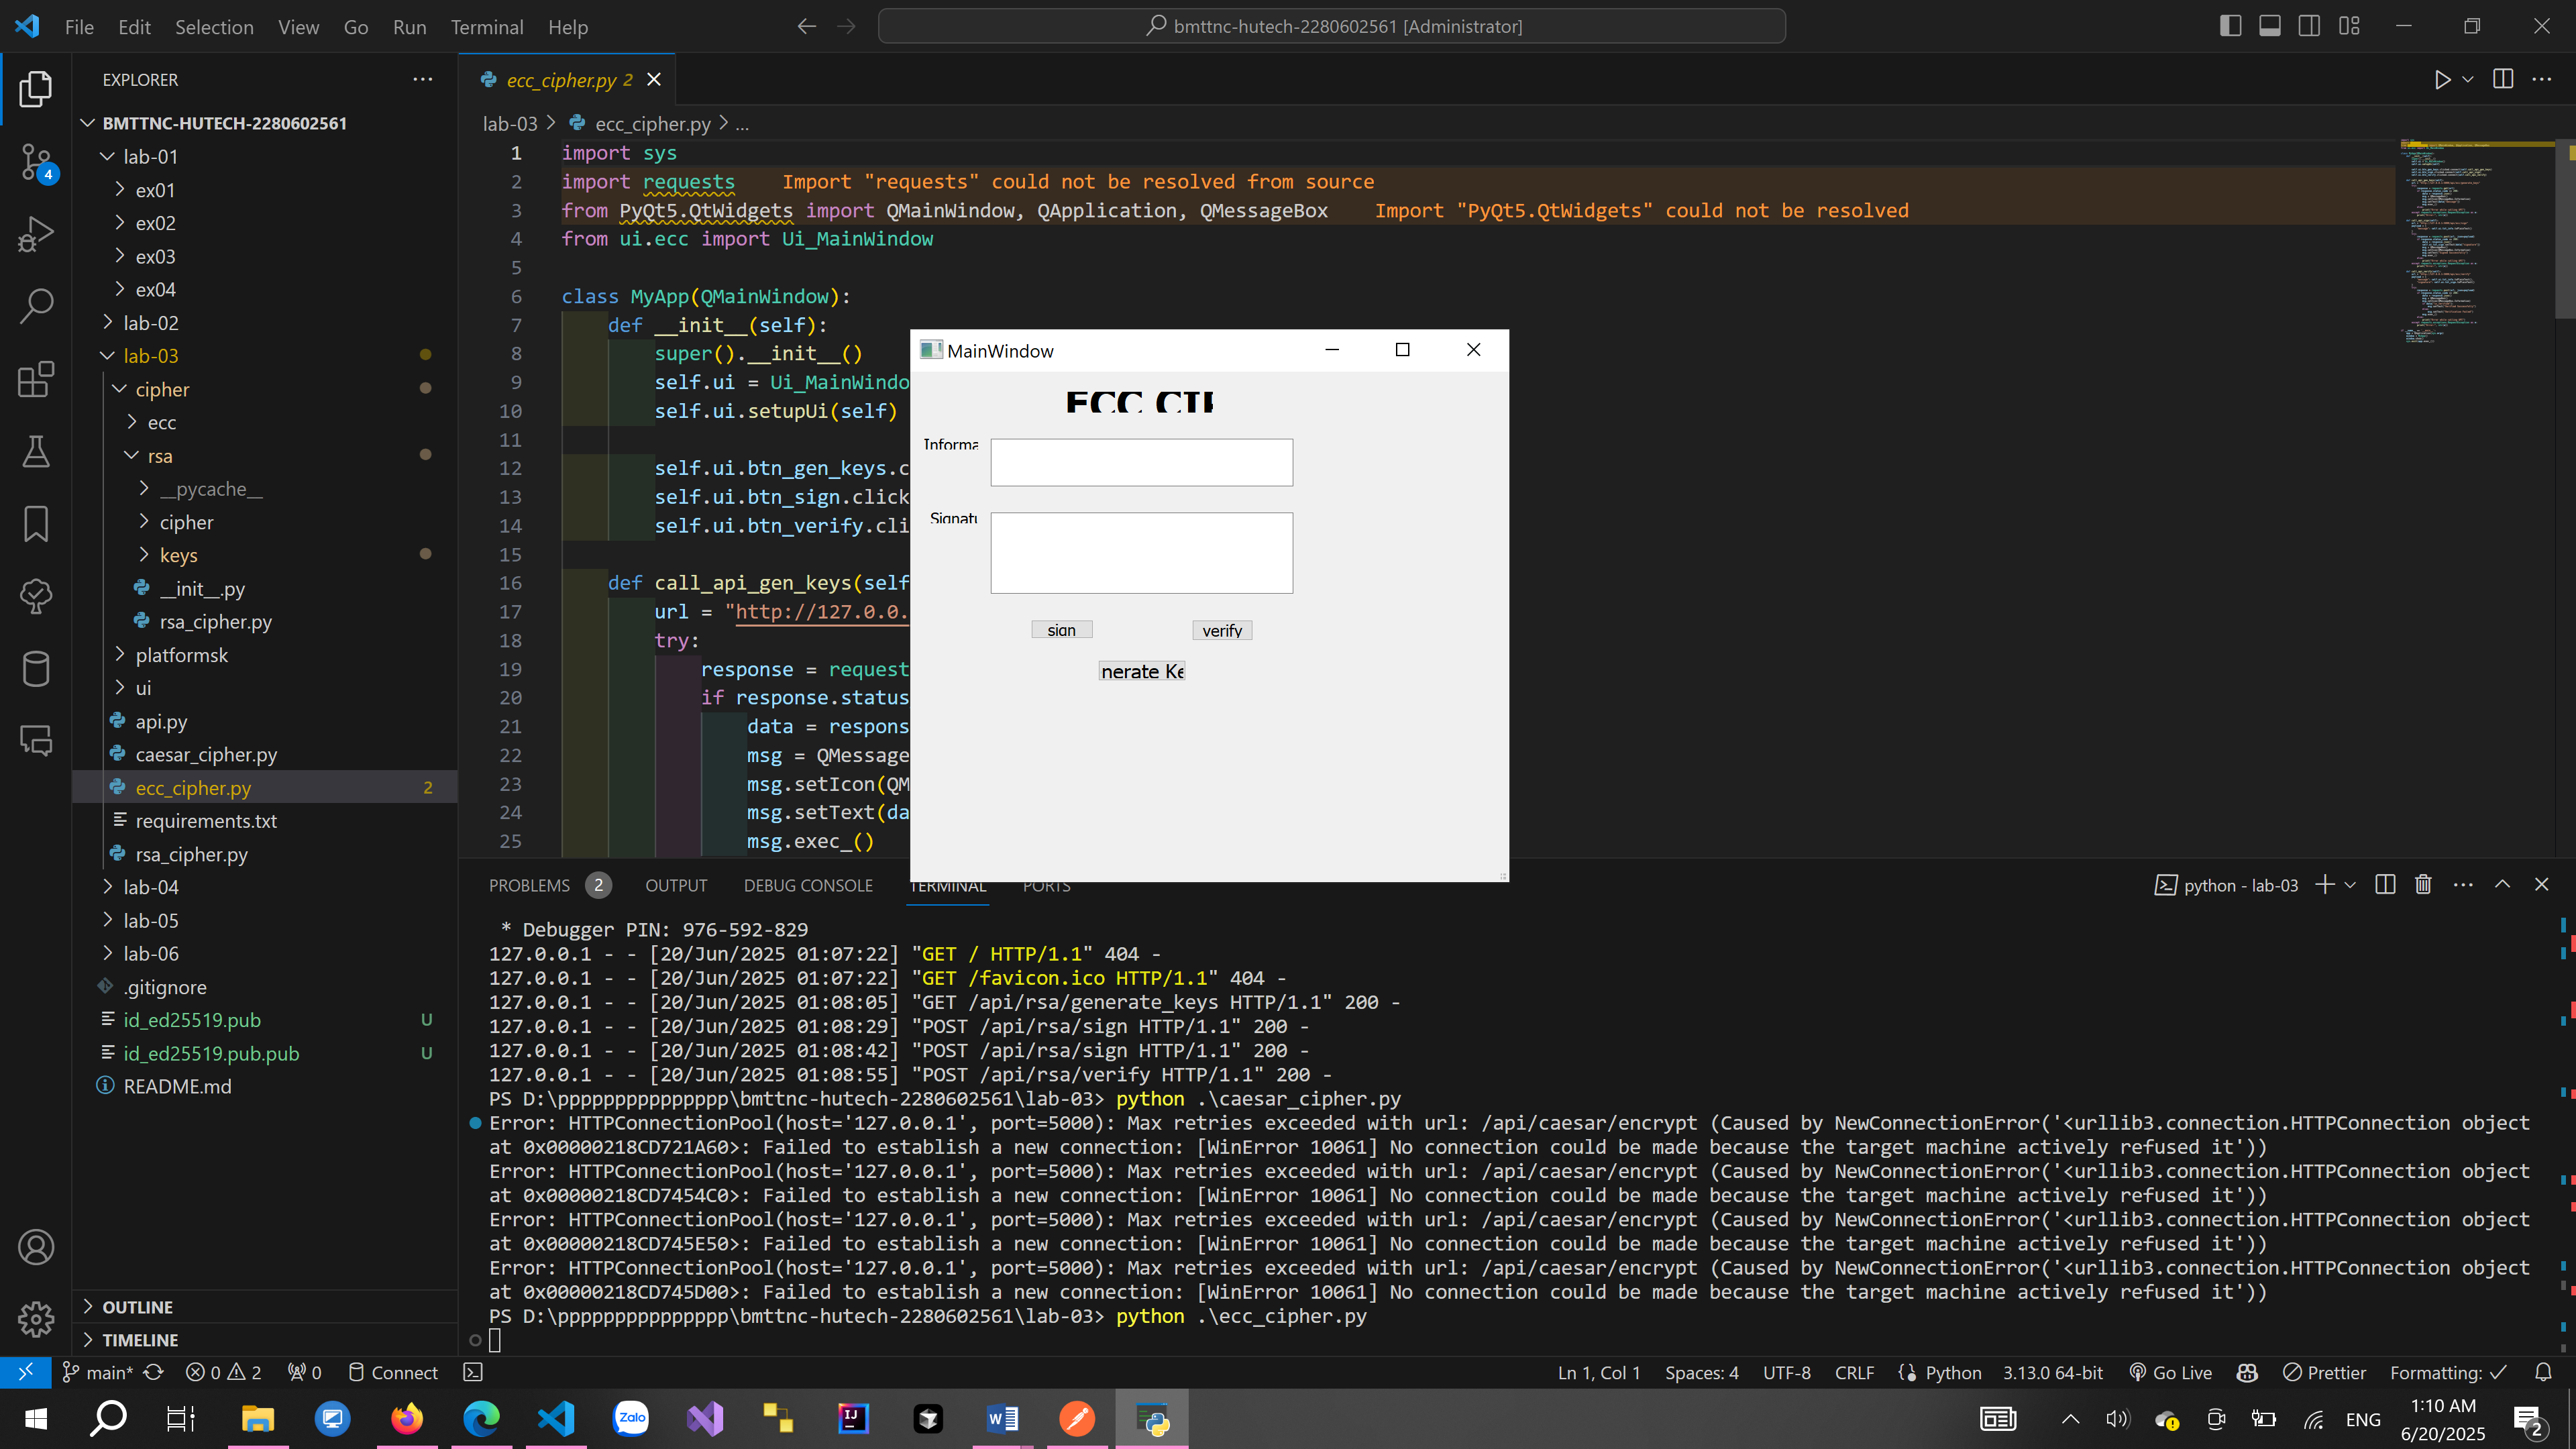 File Edit Selection View Go Run Terminal Help
bmttnc-hutech-2280602561 [Administrator]
EXPLORER
BMTTNC-HUTECH-2280602561
lab-01
ex01
ex02
ex03
ex04
lab-02
lab-03
cipher
ecc
rsa
__pycache__
cipher
keys
__init__.py
rsa_cipher.py
platformsk
ui
api.py
caesar_cipher.py
ecc_cipher.py 2
requirements.txt
rsa_cipher.py
lab-04
lab-05
lab-06
.gitignore
id_ed25519.pub U
id_ed25519.pub.pub U
README.md
OUTLINE
TIMELINE
4
ecc_cipher.py 2
lab-03 > ecc_cipher.py > ...
1 import sys
2 import requests Import "requests" could not be resolved from source
3 from PyQt5.QtWidgets import QMainWindow, QApplication, QMessageBox Import "PyQt5.QtWidgets" could not be resolved
4 from ui.ecc import Ui_MainWindow
5
6 class MyApp(QMainWindow):
7 def __init__(self):
8 super().__init__()
9 self.ui = Ui_MainWindo
10 self.ui.setupUi(self)
11
12 self.ui.btn_gen_keys.c
13 self.ui.btn_sign.click
14 self.ui.btn_verify.cli
15
16 def call_api_gen_keys(self
17 url = "http://127.0.0.
18 try:
19 response = request
20 if response.status
21 data = respons
22 msg = QMessage
23 msg.setIcon(QM
24 msg.setText(da
25 msg.exec_()
MainWindow
ECC CIP
Informa
Signatu
sign verify
nerate Ke
PROBLEMS 2 OUTPUT DEBUG CONSOLE TERMINAL PORTS
python - lab-03
* Debugger PIN: 976-592-829
127.0.0.1 - - [20/Jun/2025 01:07:22] "GET / HTTP/1.1" 404 -
127.0.0.1 - - [20/Jun/2025 01:07:22] "GET /favicon.ico HTTP/1.1" 404 -
127.0.0.1 - - [20/Jun/2025 01:08:05] "GET /api/rsa/generate_keys HTTP/1.1" 200 -
127.0.0.1 - - [20/Jun/2025 01:08:29] "POST /api/rsa/sign HTTP/1.1" 200 -
127.0.0.1 - - [20/Jun/2025 01:08:42] "POST /api/rsa/sign HTTP/1.1" 200 -
127.0.0.1 - - [20/Jun/2025 01:08:55] "POST /api/rsa/verify HTTP/1.1" 200 -
PS D:\ppppppppppppppp\bmttnc-hutech-2280602561\lab-03> python .\caesar_cipher.py
Error: HTTPConnectionPool(host='127.0.0.1', port=5000): Max retries exceeded with url: /api/caesar/encrypt (Caused by NewConnectionError('<urllib3.connection.HTTPConnection object
at 0x00000218CD721A60>: Failed to establish a new connection: [WinError 10061] No connection could be made because the target machine actively refused it'))
Error: HTTPConnectionPool(host='127.0.0.1', port=5000): Max retries exceeded with url: /api/caesar/encrypt (Caused by NewConnectionError('<urllib3.connection.HTTPConnection object
at 0x00000218CD7454C0>: Failed to establish a new connection: [WinError 10061] No connection could be made because the target machine actively refused it'))
Error: HTTPConnectionPool(host='127.0.0.1', port=5000): Max retries exceeded with url: /api/caesar/encrypt (Caused by NewConnectionError('<urllib3.connection.HTTPConnection object
at 0x00000218CD745E50>: Failed to establish a new connection: [WinError 10061] No connection could be made because the target machine actively refused it'))
Error: HTTPConnectionPool(host='127.0.0.1', port=5000): Max retries exceeded with url: /api/caesar/encrypt (Caused by NewConnectionError('<urllib3.connection.HTTPConnection object
at 0x00000218CD745D00>: Failed to establish a new connection: [WinError 10061] No connection could be made because the target machine actively refused it'))
PS D:\ppppppppppppppp\bmttnc-hutech-2280602561\lab-03> python .\ecc_cipher.py
main* 0 2 0 Connect Ln 1, Col 1 Spaces: 4 UTF-8 CRLF Python 3.13.0 64-bit Go Live Prettier Formatting:
Zalo
ENG
1:10 AM
6/20/2025
2